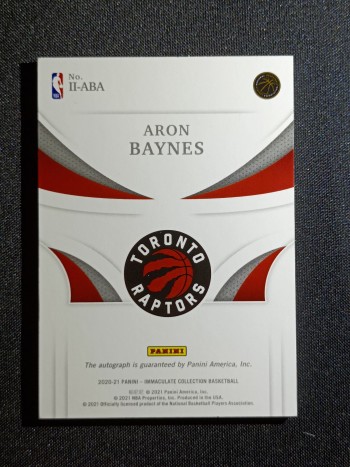 No.
II-ABA
ARON
BAYNES
TORONTO
RAPTORS
PANINI
The autograph is guaranteed by Panini America, Inc.
2020-21 PANINI – IMMACULATE COLLECTION BASKETBALL
© 2021 Panini America, Inc.
© 2021 NBA Properties, Inc. Produced in the USA.
© 2021 Officially licensed product of the National Basketball Players Association.